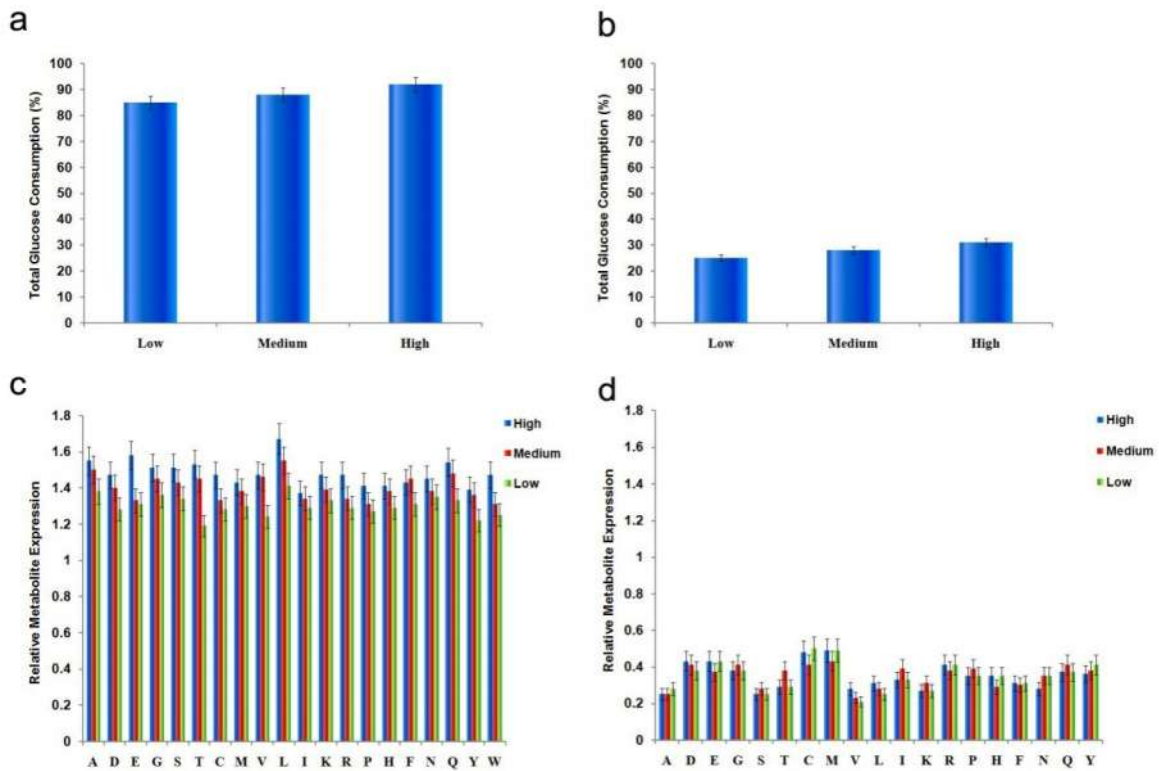 a
Total Glucose Consumption (%)
100
90
80
70
60
50
40
30
20
10
0
Low Medium High
b
Total Glucose Consumption (%)
100
90
80
70
60
50
40
30
20
10
0
Low Medium High
c
Relative Metabolite Expression
1.8
1.6
1.4
1.2
1
0.8
0.6
0.4
0.2
0
A D E G S T C M V L I K R P H F N Q Y W
High
Medium
Low
d
Relative Metabolite Expression
1.8
1.6
1.4
1.2
1
0.8
0.6
0.4
0.2
0
A D E G S T C M V L I K R P H F N Q Y
High
Medium
Low